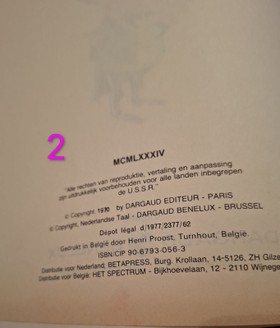 2
MCMLXXXIV
"Alle rechten van reproduktie, vertaling en aanpassing
zijn uitdrukkelijk voorbehouden voor alle landen inbegrepen
de U.S.S.R."
© Copyright by DARGAUD EDITEUR - PARIS
© Copyright, Nederlandse Taal - DARGAUD BENELUX - BRUSSEL
Dépot légal d/1977/2377/62
Gedrukt in België door Henri Proost, Turnhout, België.
ISBN/CIP 90-6793-056-3
Distributie voor Nederland; BETAPRESS, Burg. Krollaan, 14-5126, ZH Gilze
Distributie voor België: HET SPECTRUM - Bijkhoevelaan, 12 - 2110 Wijnege